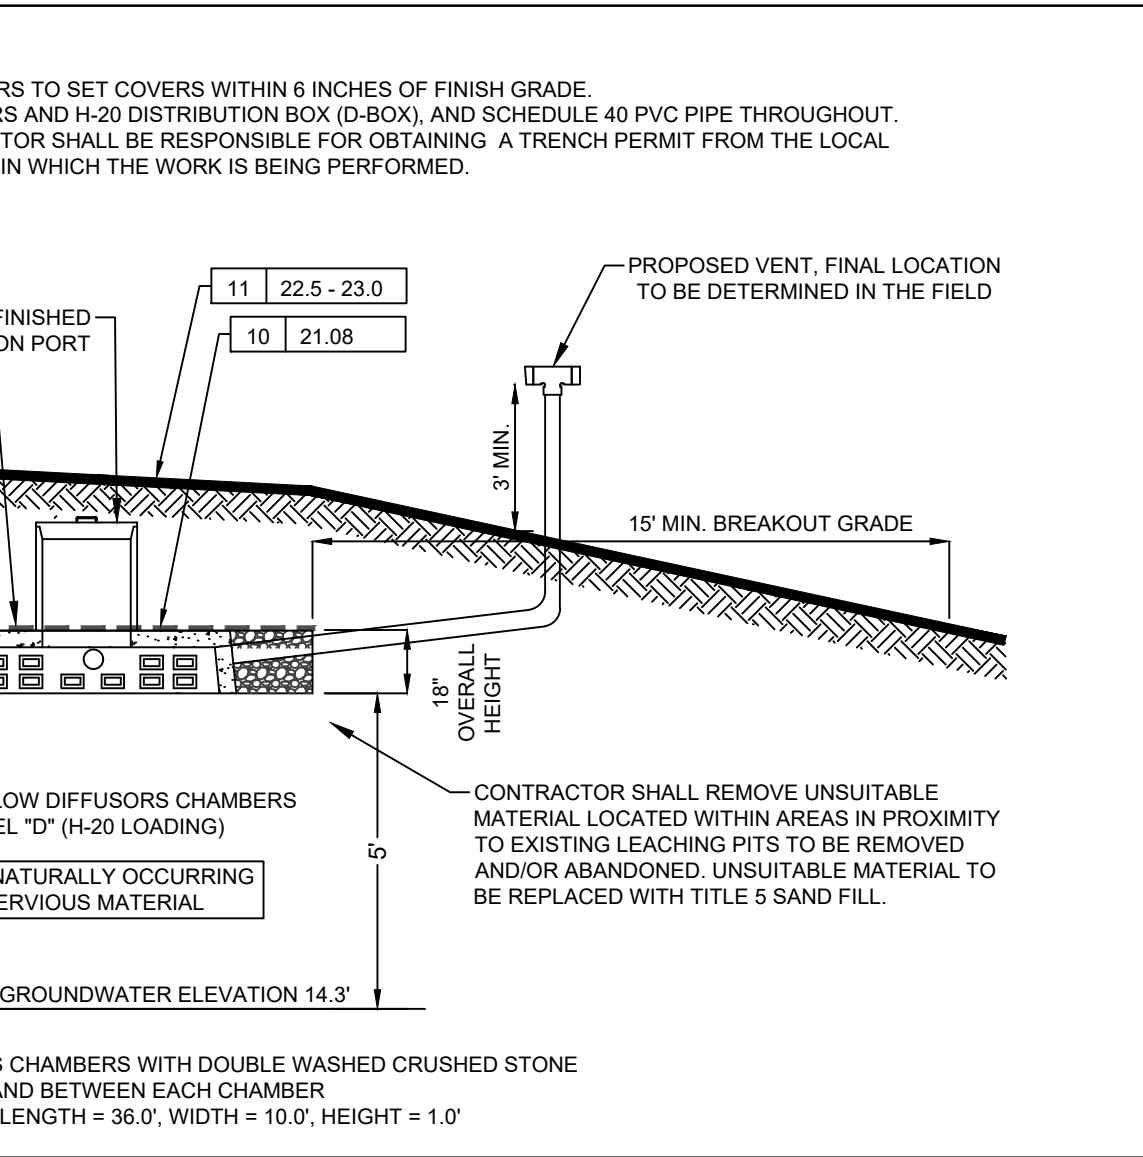 RS TO SET COVERS WITHIN 6 INCHES OF FINISH GRADE.
RS AND H-20 DISTRIBUTION BOX (D-BOX), AND SCHEDULE 40 PVC PIPE THROUGHOUT.
TOR SHALL BE RESPONSIBLE FOR OBTAINING A TRENCH PERMIT FROM THE LOCAL
IN WHICH THE WORK IS BEING PERFORMED.
PROPOSED VENT, FINAL LOCATION
TO BE DETERMINED IN THE FIELD
11 22.5 - 23.0
FINISHED
ON PORT
10 21.08
3' MIN.
15' MIN. BREAKOUT GRADE
18"
OVERALL
HEIGHT
LOW DIFFUSORS CHAMBERS
EL "D" (H-20 LOADING)
CONTRACTOR SHALL REMOVE UNSUITABLE
MATERIAL LOCATED WITHIN AREAS IN PROXIMITY
TO EXISTING LEACHING PITS TO BE REMOVED
AND/OR ABANDONED. UNSUITABLE MATERIAL TO
BE REPLACED WITH TITLE 5 SAND FILL.
5'
NATURALLY OCCURRING
ERVIOUS MATERIAL
GROUNDWATER ELEVATION 14.3'
S CHAMBERS WITH DOUBLE WASHED CRUSHED STONE
AND BETWEEN EACH CHAMBER
LENGTH = 36.0', WIDTH = 10.0', HEIGHT = 1.0'